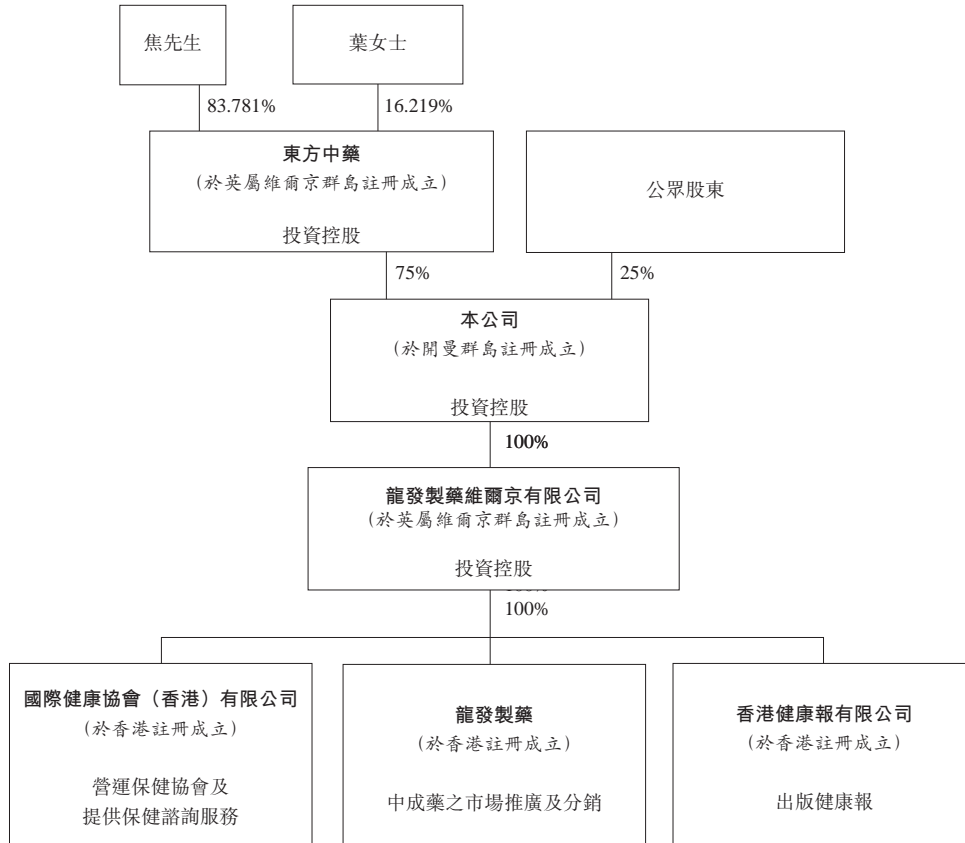 焦先生
葉女士
83.781%
16.219%
東方中藥
(於英屬維爾京群島註冊成立)
投資控股
公眾股東
75%
25%
本公司
(於開曼群島註冊成立)
投資控股
100%
龍發製藥維爾京有限公司
(於英屬維爾京群島註冊成立)
投資控股
100%
國際健康協會（香港）有限公司
(於香港註冊成立)
營運保健協會及
提供保健諮詢服務
龍發製藥
(於香港註冊成立)
中成藥之市場推廣及分銷
香港健康報有限公司
(於香港註冊成立)
出版健康報